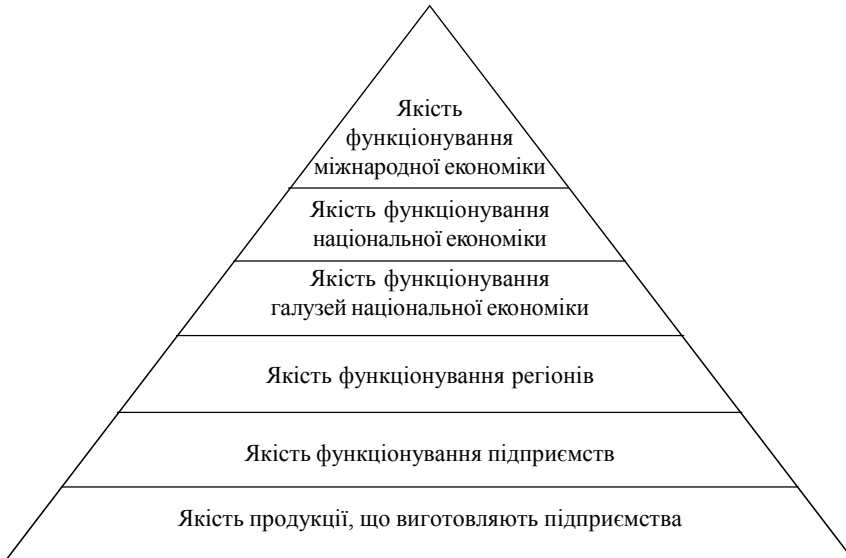 Якість
функціонування
міжнародної економіки
Якість функціонування
національної економіки
Якість функціонування
галузей національної економіки
Якість функціонування регіонів
Якість функціонування підприємств
Якість продукції, що виготовляють підприємства